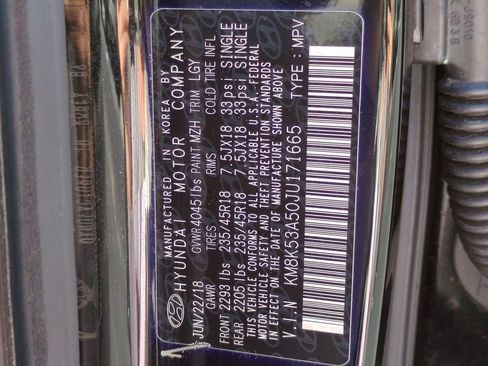 MANUFACTURED IN KOREA BY
HYUNDAI MOTOR COMPANY
JUN/22/18 GVWR 4045lbs PAINT MZH TRIM LGY
GAWR TIRES RIMS COLD TIRE INFL
FRONT 2293 lbs 235/45R18 7.5JX18 33psi SINGLE
REAR 2205 lbs 235/45R18 7.5JX18 33psi SINGLE
THIS VEHICLE CONFORMS TO ALL APPLICABLE U.S.A. FEDERAL
MOTOR VEHICLE SAFETY, BUMPER, AND THEFT PREVENTION STANDARDS
IN EFFECT ON THE DATE OF MANUFACTURE SHOWN ABOVE
V.I.N KM8K53A50JU171665 TYPE : MPV